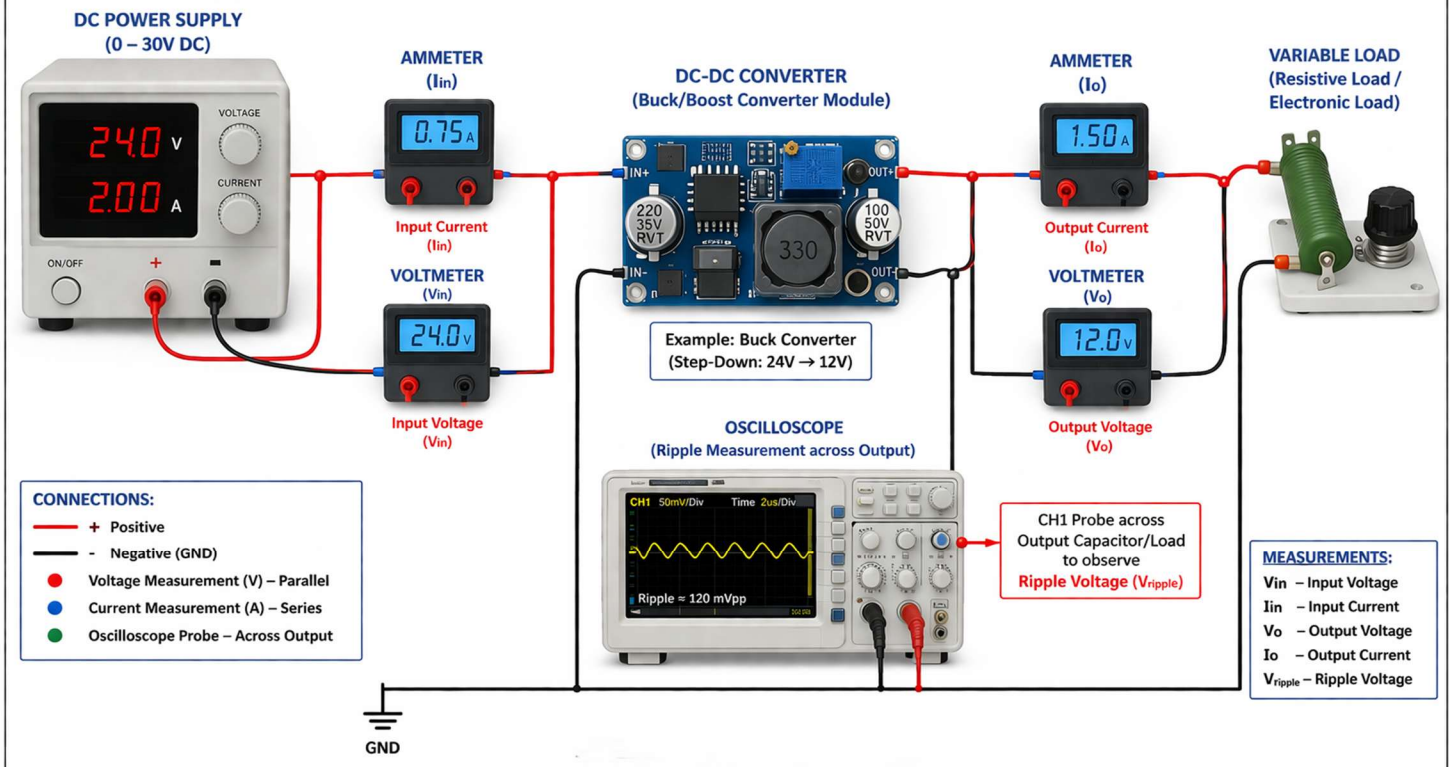 DC POWER SUPPLY
(0 – 30V DC)
24.0 V
2.00 A
VOLTAGE
CURRENT
ON/OFF
+
-
AMMETER
(Iin)
0.75 A
Input Current
(Iin)
VOLTMETER
(Vin)
24.0 v
Input Voltage
(Vin)
DC-DC CONVERTER
(Buck/Boost Converter Module)
IN+
IN-
OUT+
OUT-
220
35V
RVT
330
100
50V
RVT
Example: Buck Converter
(Step-Down: 24V → 12V)
AMMETER
(Io)
1.50 A
Output Current
(Io)
VOLTMETER
(Vo)
12.0 v
Output Voltage
(Vo)
VARIABLE LOAD
(Resistive Load /
Electronic Load)
OSCILLOSCOPE
(Ripple Measurement across Output)
CH1 50mV/Div Time 2us/Div
Ripple ≈ 120 mVpp
CH1 Probe across
Output Capacitor/Load
to observe
Ripple Voltage (Vripple)
CONNECTIONS:
+ Positive
- Negative (GND)
Voltage Measurement (V) – Parallel
Current Measurement (A) – Series
Oscilloscope Probe – Across Output
MEASUREMENTS:
Vin – Input Voltage
Iin – Input Current
Vo – Output Voltage
Io – Output Current
Vripple – Ripple Voltage
GND